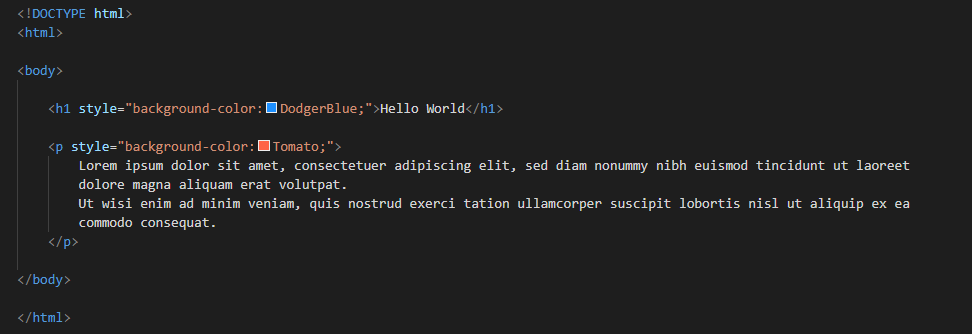 <!DOCTYPE html>
<html>
<body>
<h1 style="background-color:DodgerBlue;">Hello World</h1>
<p style="background-color:Tomato;">
Lorem ipsum dolor sit amet, consectetuer adipiscing elit, sed diam nonummy nibh euismod tincidunt ut laoreet
dolore magna aliquam erat volutpat.
Ut wisi enim ad minim veniam, quis nostrud exerci tation ullamcorper suscipit lobortis nisl ut aliquip ex ea
commodo consequat.
</p>
</body>
</html>